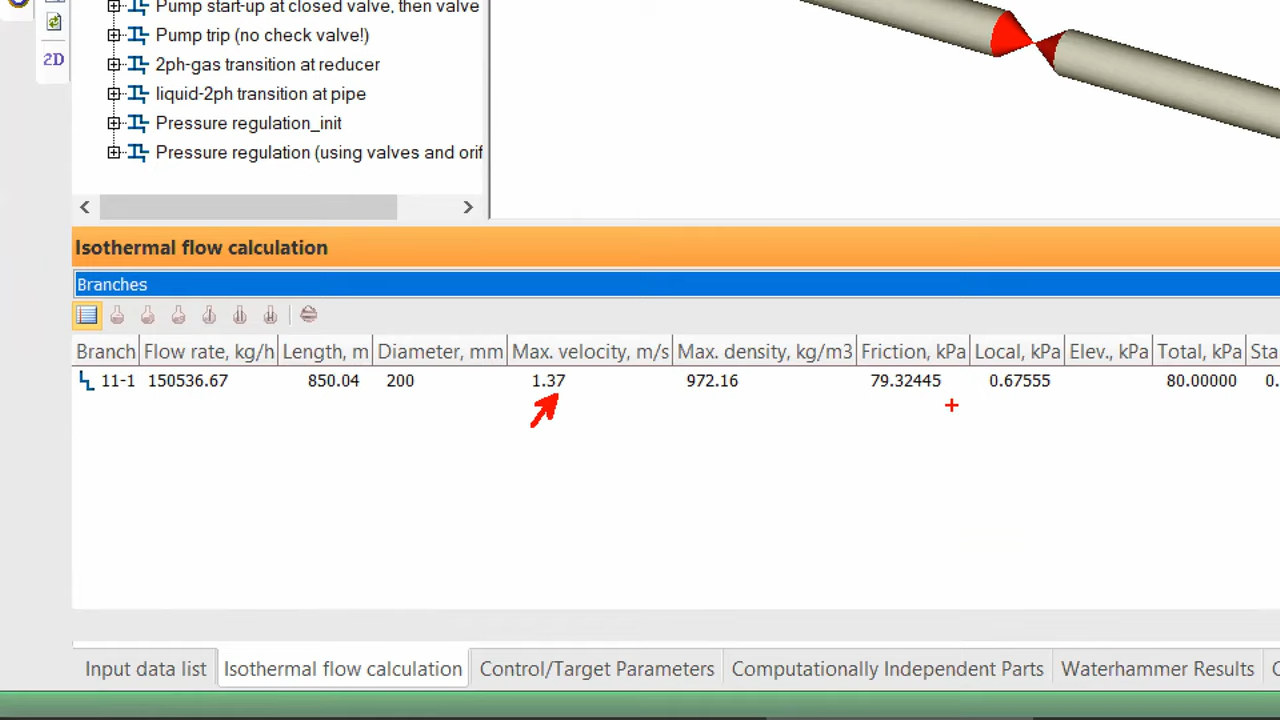 Pump start-up at closed valve, then valve
Pump trip (no check valve!)
2D
2ph-gas transition at reducer
liquid-2ph transition at pipe
Pressure regulation_init
Pressure regulation (using valves and orif
Isothermal flow calculation
Branches
Branch Flow rate, kg/h Length, m Diameter, mm Max. velocity, m/s Max. density, kg/m3 Friction, kPa Local, kPa Elev., kPa Total, kPa Sta
11-1 150536.67 850.04 200 1.37 972.16 79.32445 0.67555 80.00000 0.
Input data list Isothermal flow calculation Control/Target Parameters Computationally Independent Parts Waterhammer Results